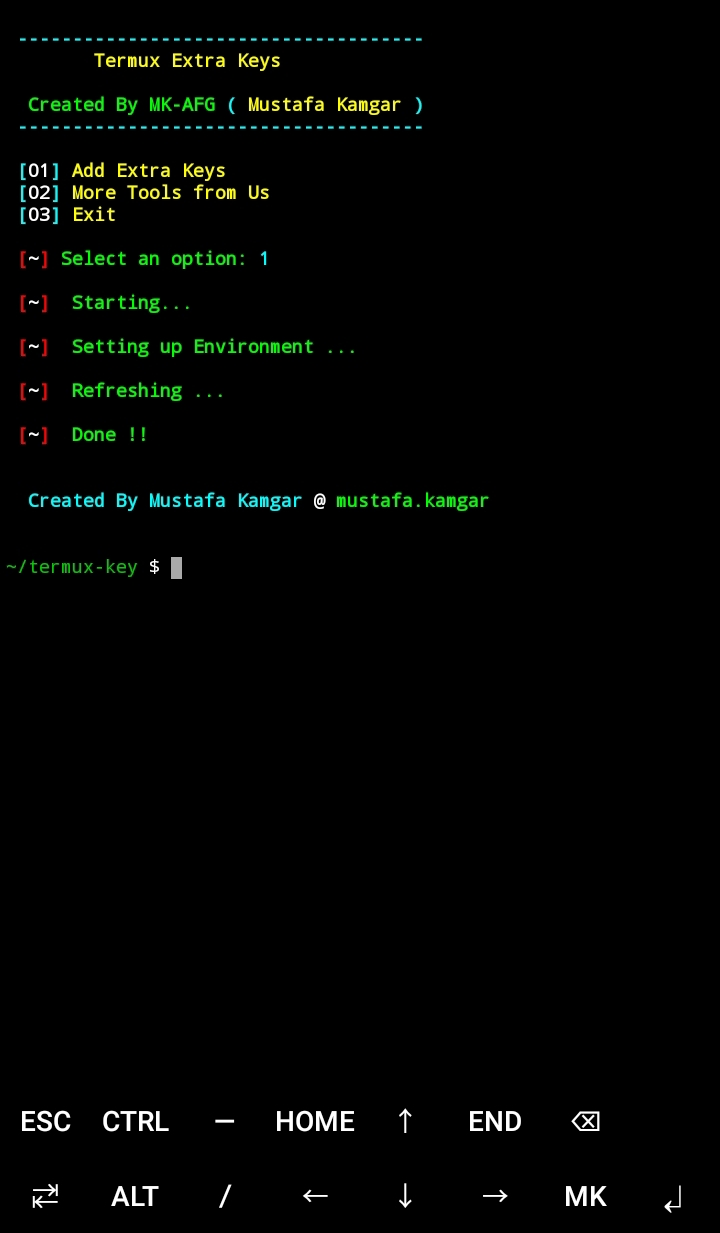 -------------------------------------
Termux Extra Keys
Created By MK-AFG ( Mustafa Kamgar )
-------------------------------------
[01] Add Extra Keys
[02] More Tools from Us
[03] Exit
[~] Select an option: 1
[~] Starting...
[~] Setting up Environment ...
[~] Refreshing ...
[~] Done !!
Created By Mustafa Kamgar @ mustafa.kamgar
~/termux-key $
ESC CTRL — HOME ↑ END ⌫
⇄ ALT / ← ↓ → MK ↲